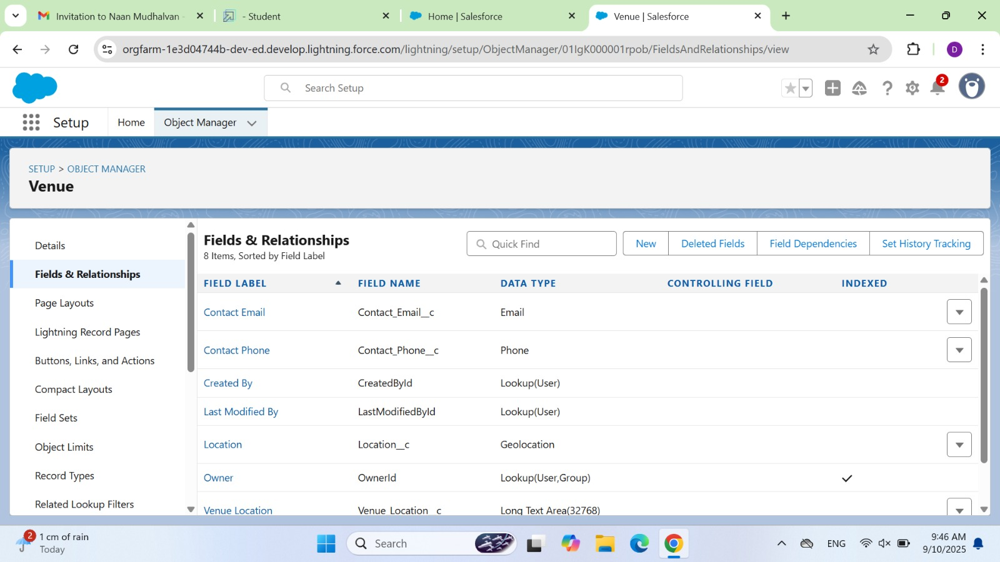 Invitation to Naan Mudhalvan -
- Student
Home | Salesforce
Venue | Salesforce
orgfarm-1e3d04744b-dev-ed.develop.lightning.force.com/lightning/setup/ObjectManager/01IgK000001rpob/FieldsAndRelationships/view
D
Search Setup
2
Setup
Home
Object Manager
SETUP > OBJECT MANAGER
Venue
Details
Fields & Relationships
Page Layouts
Lightning Record Pages
Buttons, Links, and Actions
Compact Layouts
Field Sets
Object Limits
Record Types
Related Lookup Filters
Fields & Relationships
8 Items, Sorted by Field Label
Quick Find
New
Deleted Fields
Field Dependencies
Set History Tracking
FIELD LABEL FIELD NAME DATA TYPE CONTROLLING FIELD INDEXED
Contact Email Contact_Email__c Email
Contact Phone Contact_Phone__c Phone
Created By CreatedById Lookup(User)
Last Modified By LastModifiedById Lookup(User)
Location Location__c Geolocation
Owner OwnerId Lookup(User,Group)
Venue Location Venue_Location__c Long Text Area(32768)
2
1 cm of rain
Today
Search
ENG
9:46 AM
9/10/2025